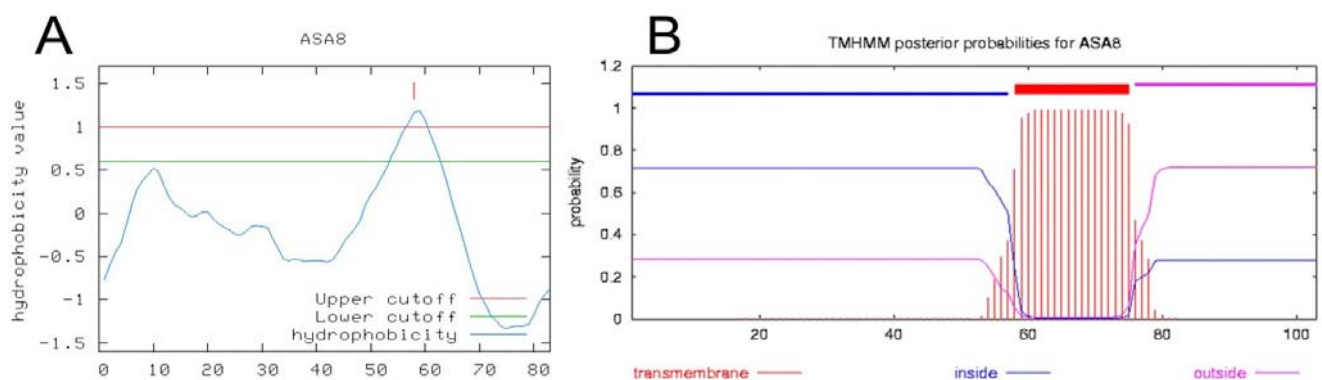 A
ASA8
hydrophobicity value
1.5
1
0.5
0
-0.5
-1
-1.5
Upper cutoff
Lower cutoff
hydrophobicity
0 10 20 30 40 50 60 70 80
B
TMHMM posterior probabilities for ASA8
probability
1.2
1
0.8
0.6
0.4
0.2
0
20 40 60 80 100
transmembrane inside outside